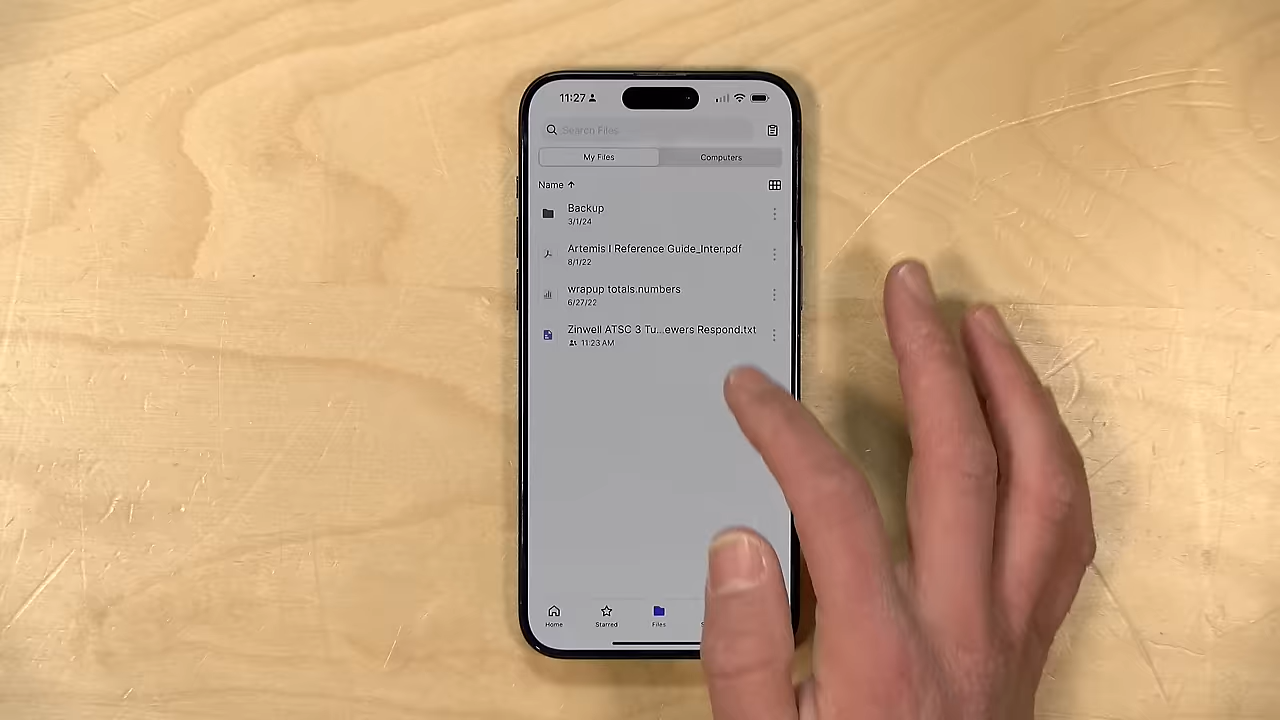 11:27
Search Files
My Files
Computers
Name
Backup
3/1/24
Artemis I Reference Guide_Inter.pdf
8/1/22
wrapup totals.numbers
6/27/22
Zinwell ATSC 3 Tu...ewers Respond.txt
11:23 AM
Home
Starred
Files